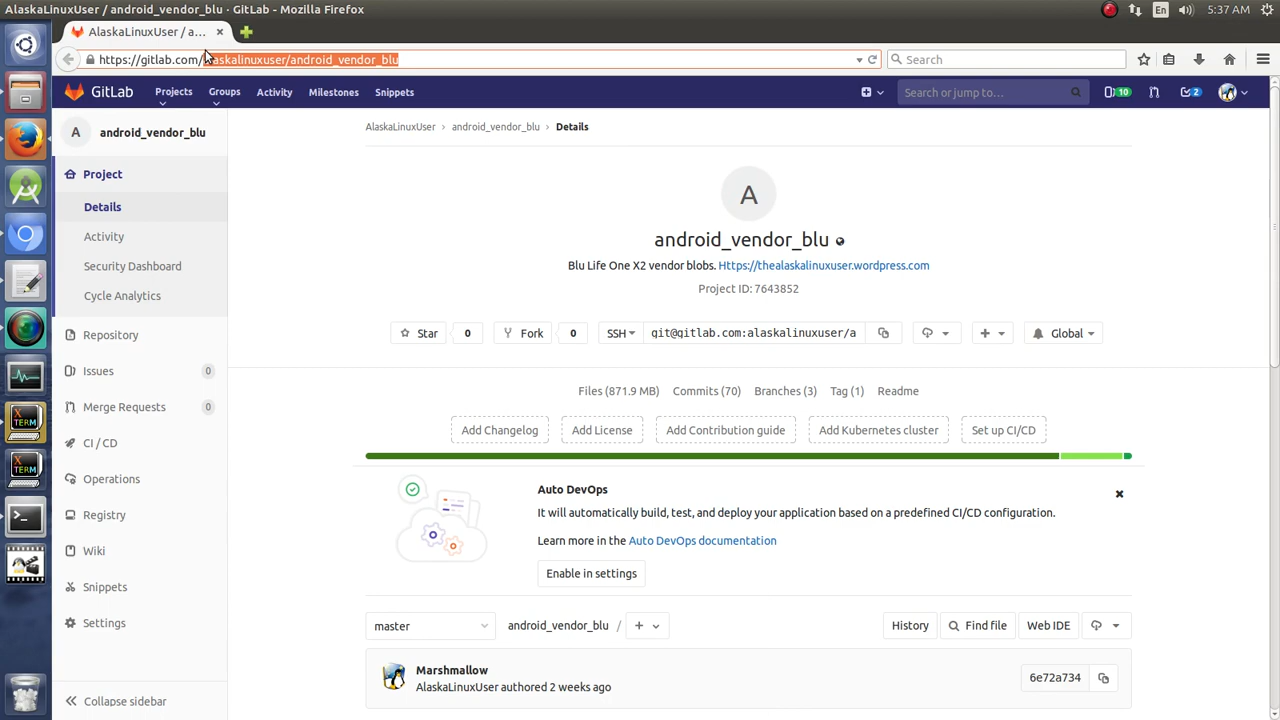 AlaskaLinuxUser / android_vendor_blu · GitLab - Mozilla Firefox
En
5:37 AM
AlaskaLinuxUser / a...
https://gitlab.com/alaskalinuxuser/android_vendor_blu
Search
GitLab
Projects
Groups
Activity
Milestones
Snippets
Search or jump to…
10
2
A
android_vendor_blu
Project
Details
Activity
Security Dashboard
Cycle Analytics
Repository
Issues 0
Merge Requests 0
CI / CD
Operations
Registry
Wiki
Snippets
Settings
Collapse sidebar
AlaskaLinuxUser › android_vendor_blu › Details
A
android_vendor_blu
Blu Life One X2 vendor blobs. Https://thealaskalinuxuser.wordpress.com
Project ID: 7643852
Star 0 Fork 0 SSH git@gitlab.com:alaskalinuxuser/a Global
Files (871.9 MB) Commits (70) Branches (3) Tag (1) Readme
Add Changelog Add License Add Contribution guide Add Kubernetes cluster Set up CI/CD
Auto DevOps
It will automatically build, test, and deploy your application based on a predefined CI/CD configuration.
Learn more in the Auto DevOps documentation
Enable in settings
master android_vendor_blu / + History Find file Web IDE
Marshmallow
AlaskaLinuxUser authored 2 weeks ago
6e72a734
X
TERM
X
TERM